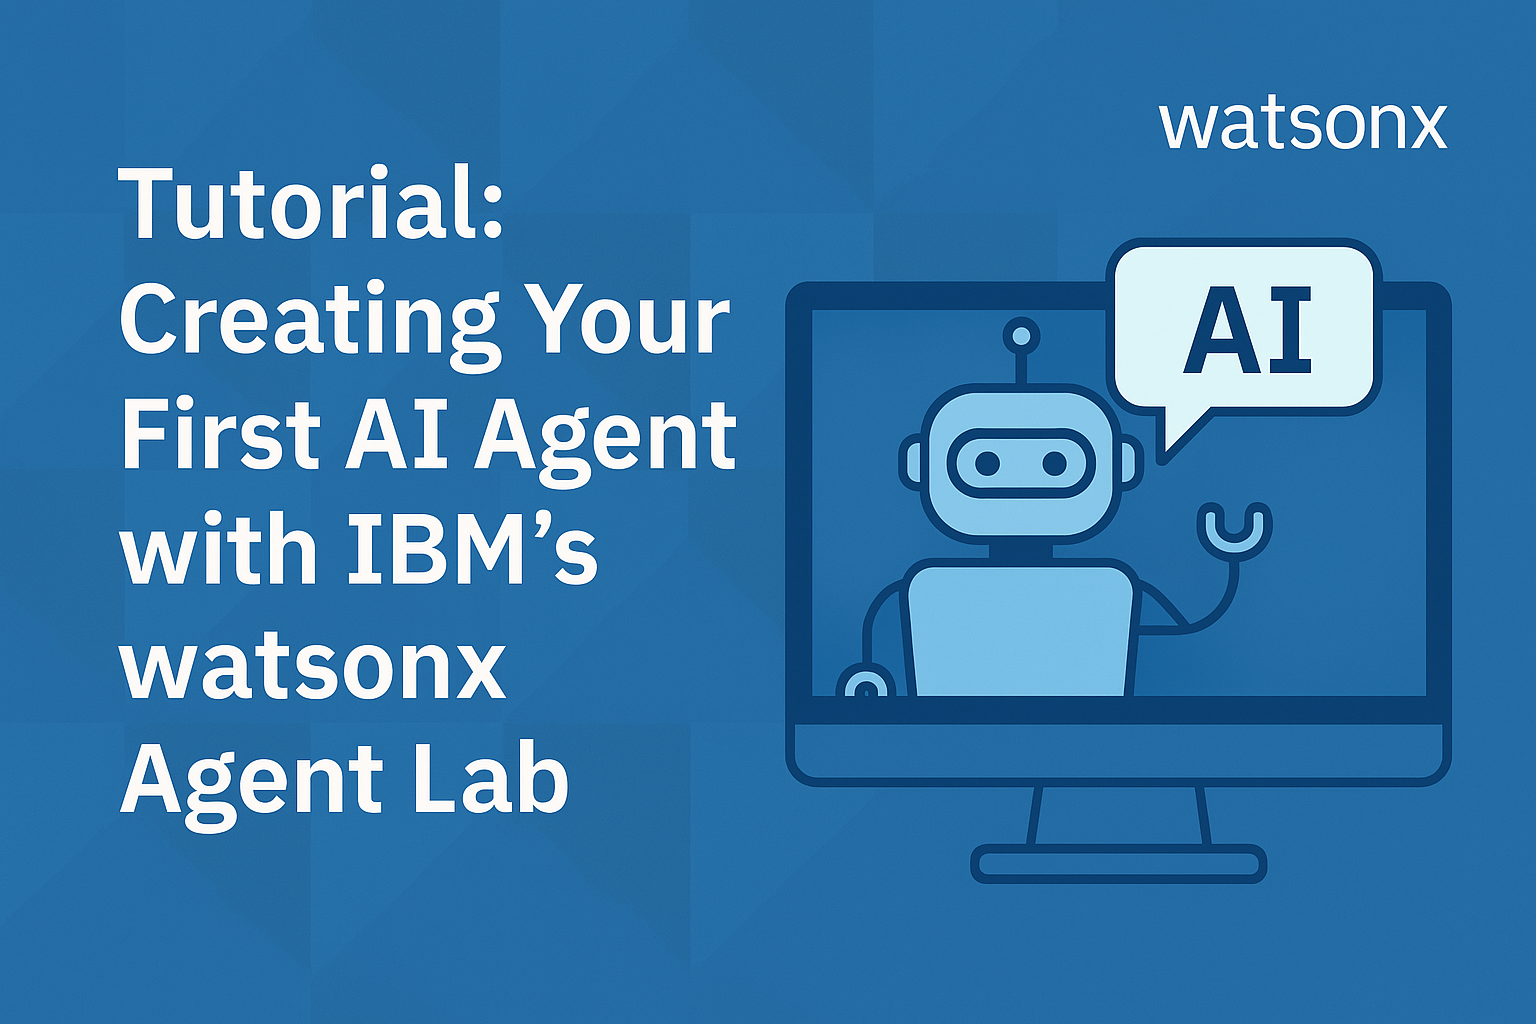 Tutorial:
Creating Your
First AI Agent
with IBM’s
watsonx
Agent Lab
watsonx
AI